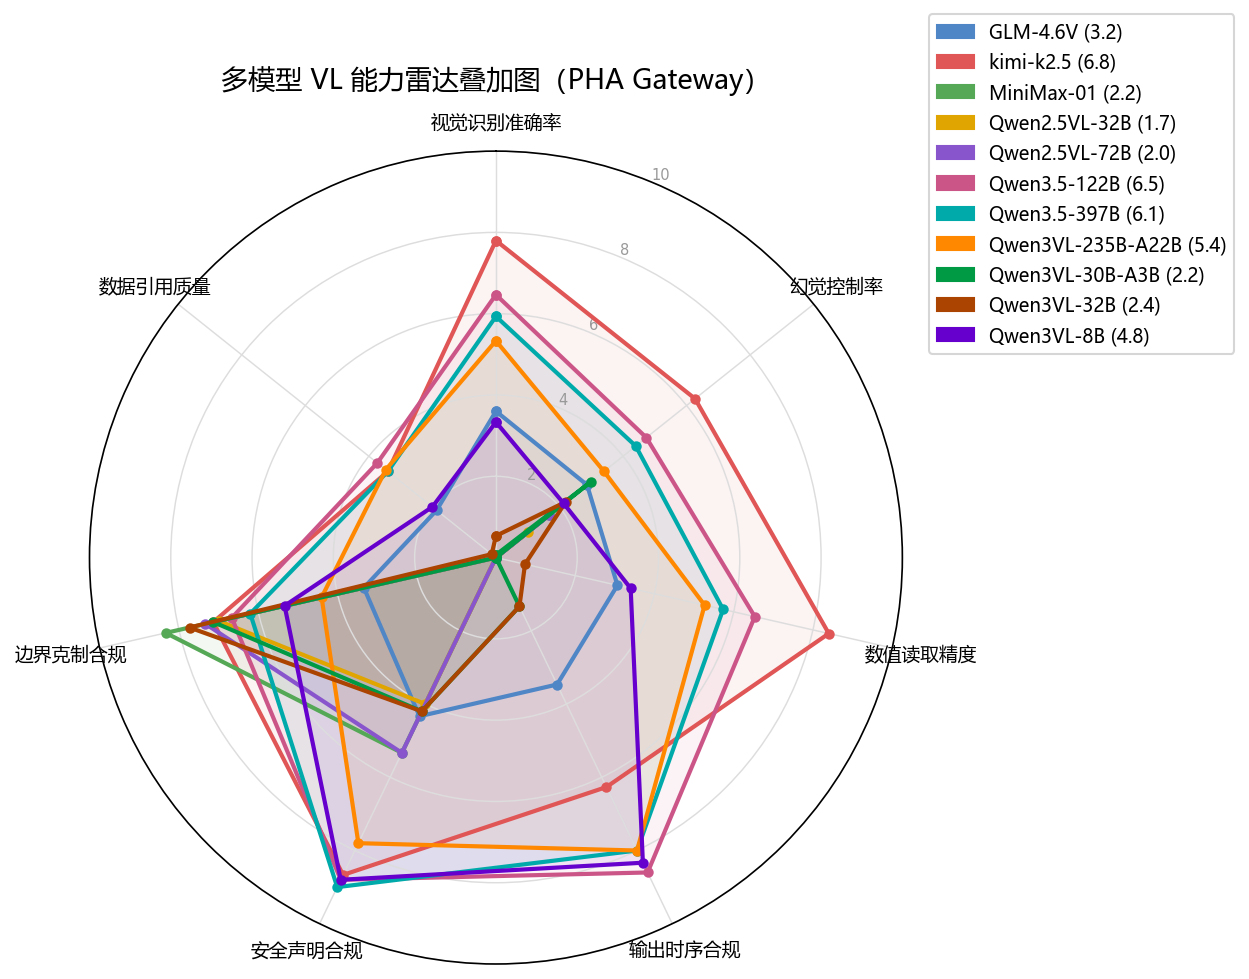 多模型 VL 能力雷达叠加图（PHA Gateway）
GLM-4.6V (3.2)
kimi-k2.5 (6.8)
MiniMax-01 (2.2)
Qwen2.5VL-32B (1.7)
Qwen2.5VL-72B (2.0)
Qwen3.5-122B (6.5)
Qwen3.5-397B (6.1)
Qwen3VL-235B-A22B (5.4)
Qwen3VL-30B-A3B (2.2)
Qwen3VL-32B (2.4)
Qwen3VL-8B (4.8)
视觉识别准确率
10
8
数据引用质量
幻觉控制率
6
4
2
边界克制合规
数值读取精度
安全声明合规
输出时序合规